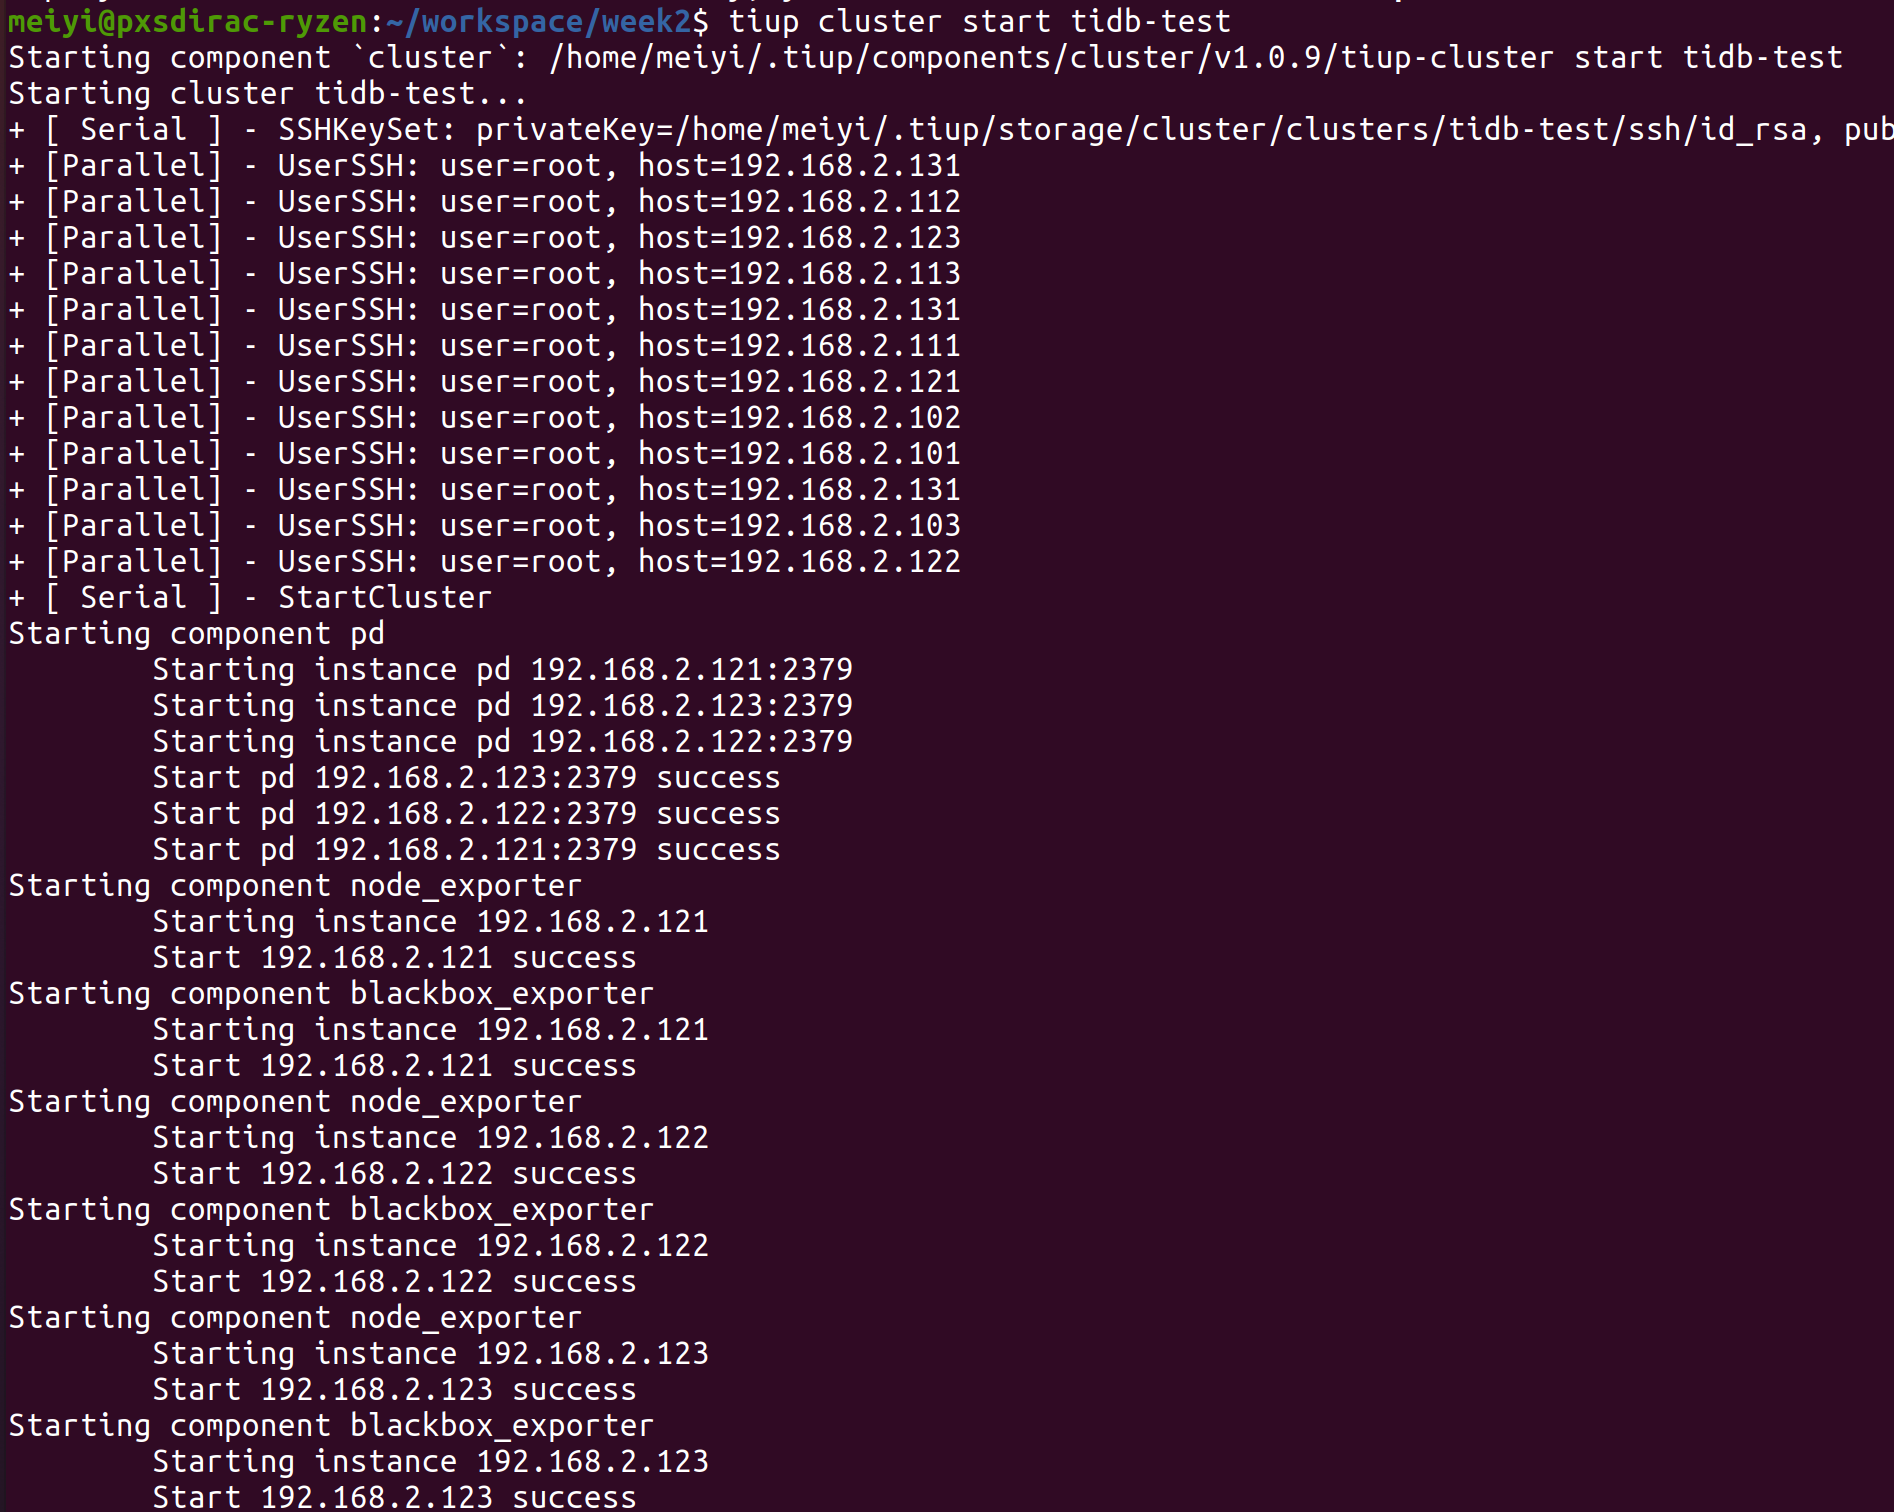 meiyi@pxsdirac-ryzen:~/workspace/week2$ tiup cluster start tidb-test
Starting component `cluster`: /home/meiyi/.tiup/components/cluster/v1.0.9/tiup-cluster start tidb-test
Starting cluster tidb-test...
+ [ Serial ] - SSHKeySet: privateKey=/home/meiyi/.tiup/storage/cluster/clusters/tidb-test/ssh/id_rsa, pub
+ [Parallel] - UserSSH: user=root, host=192.168.2.131
+ [Parallel] - UserSSH: user=root, host=192.168.2.112
+ [Parallel] - UserSSH: user=root, host=192.168.2.123
+ [Parallel] - UserSSH: user=root, host=192.168.2.113
+ [Parallel] - UserSSH: user=root, host=192.168.2.131
+ [Parallel] - UserSSH: user=root, host=192.168.2.111
+ [Parallel] - UserSSH: user=root, host=192.168.2.121
+ [Parallel] - UserSSH: user=root, host=192.168.2.102
+ [Parallel] - UserSSH: user=root, host=192.168.2.101
+ [Parallel] - UserSSH: user=root, host=192.168.2.131
+ [Parallel] - UserSSH: user=root, host=192.168.2.103
+ [Parallel] - UserSSH: user=root, host=192.168.2.122
+ [ Serial ] - StartCluster
Starting component pd
        Starting instance pd 192.168.2.121:2379
        Starting instance pd 192.168.2.123:2379
        Starting instance pd 192.168.2.122:2379
        Start pd 192.168.2.123:2379 success
        Start pd 192.168.2.122:2379 success
        Start pd 192.168.2.121:2379 success
Starting component node_exporter
        Starting instance 192.168.2.121
        Start 192.168.2.121 success
Starting component blackbox_exporter
        Starting instance 192.168.2.121
        Start 192.168.2.121 success
Starting component node_exporter
        Starting instance 192.168.2.122
        Start 192.168.2.122 success
Starting component blackbox_exporter
        Starting instance 192.168.2.122
        Start 192.168.2.122 success
Starting component node_exporter
        Starting instance 192.168.2.123
        Start 192.168.2.123 success
Starting component blackbox_exporter
        Starting instance 192.168.2.123
        Start 192.168.2.123 success